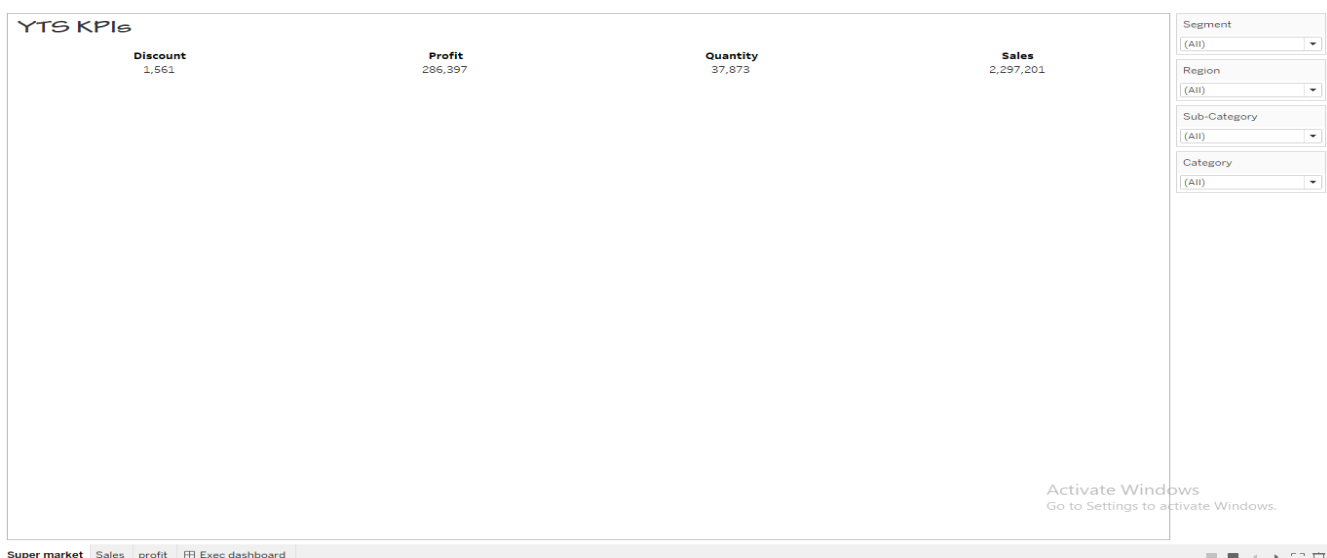 YTS KPIs
Discount Profit Quantity Sales
1,561 286,397 37,873 2,297,201
Segment
(All)
Region
(All)
Sub-Category
(All)
Category
(All)
Activate Windows
Go to Settings to activate Windows.
Super market Sales profit Exec dashboard